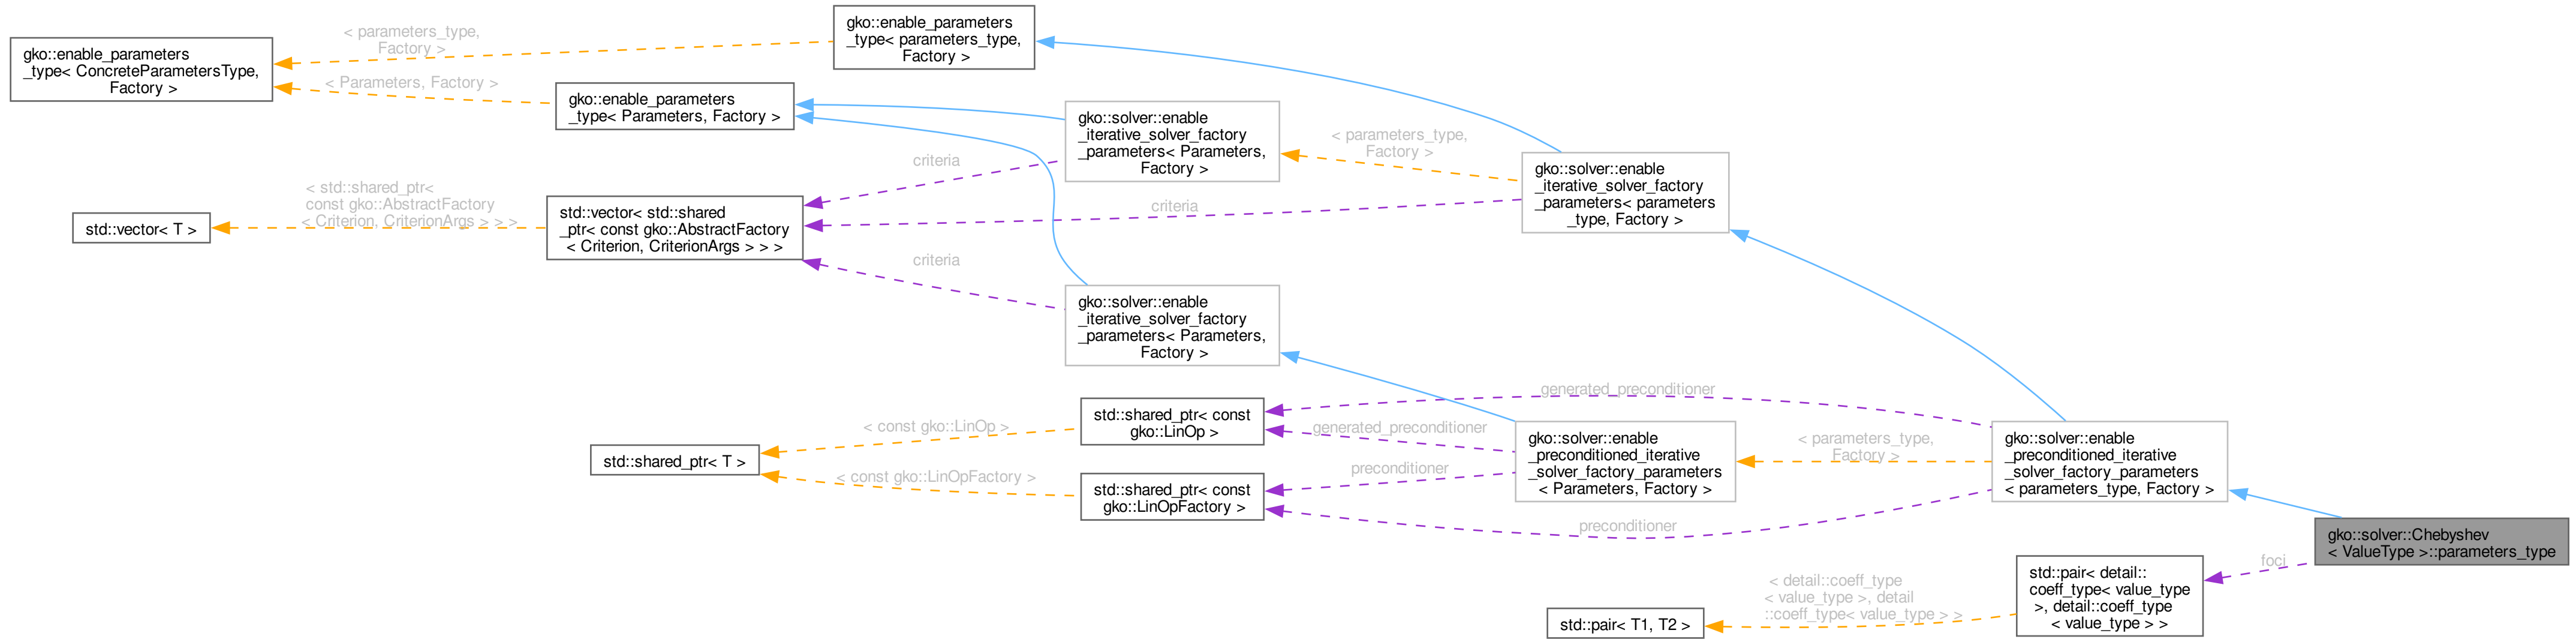 gko::enable_parameters
_type< ConcreteParametersType,
Factory >
< parameters_type,
Factory >
< Parameters, Factory >
gko::enable_parameters
_type< parameters_type,
Factory >
gko::enable_parameters
_type< Parameters, Factory >
std::vector< T >
< std::shared_ptr<
const gko::AbstractFactory
< Criterion, CriterionArgs > > >
std::vector< std::shared
_ptr< const gko::AbstractFactory
< Criterion, CriterionArgs > > >
criteria
criteria
criteria
gko::solver::enable
_iterative_solver_factory
_parameters< Parameters,
Factory >
< parameters_type,
Factory >
gko::solver::enable
_iterative_solver_factory
_parameters< parameters
_type, Factory >
gko::solver::enable
_iterative_solver_factory
_parameters< Parameters,
Factory >
std::shared_ptr< T >
< const gko::LinOp >
< const gko::LinOpFactory >
std::shared_ptr< const
gko::LinOp >
std::shared_ptr< const
gko::LinOpFactory >
generated_preconditioner
generated_preconditioner
preconditioner
preconditioner
gko::solver::enable
_preconditioned_iterative
_solver_factory_parameters
< Parameters, Factory >
< parameters_type,
Factory >
gko::solver::enable
_preconditioned_iterative
_solver_factory_parameters
< parameters_type, Factory >
gko::solver::Chebyshev
< ValueType >::parameters_type
foci
std::pair< detail::
coeff_type< value_type
>, detail::coeff_type
< value_type > >
< detail::coeff_type
< value_type >, detail
::coeff_type< value_type > >
std::pair< T1, T2 >